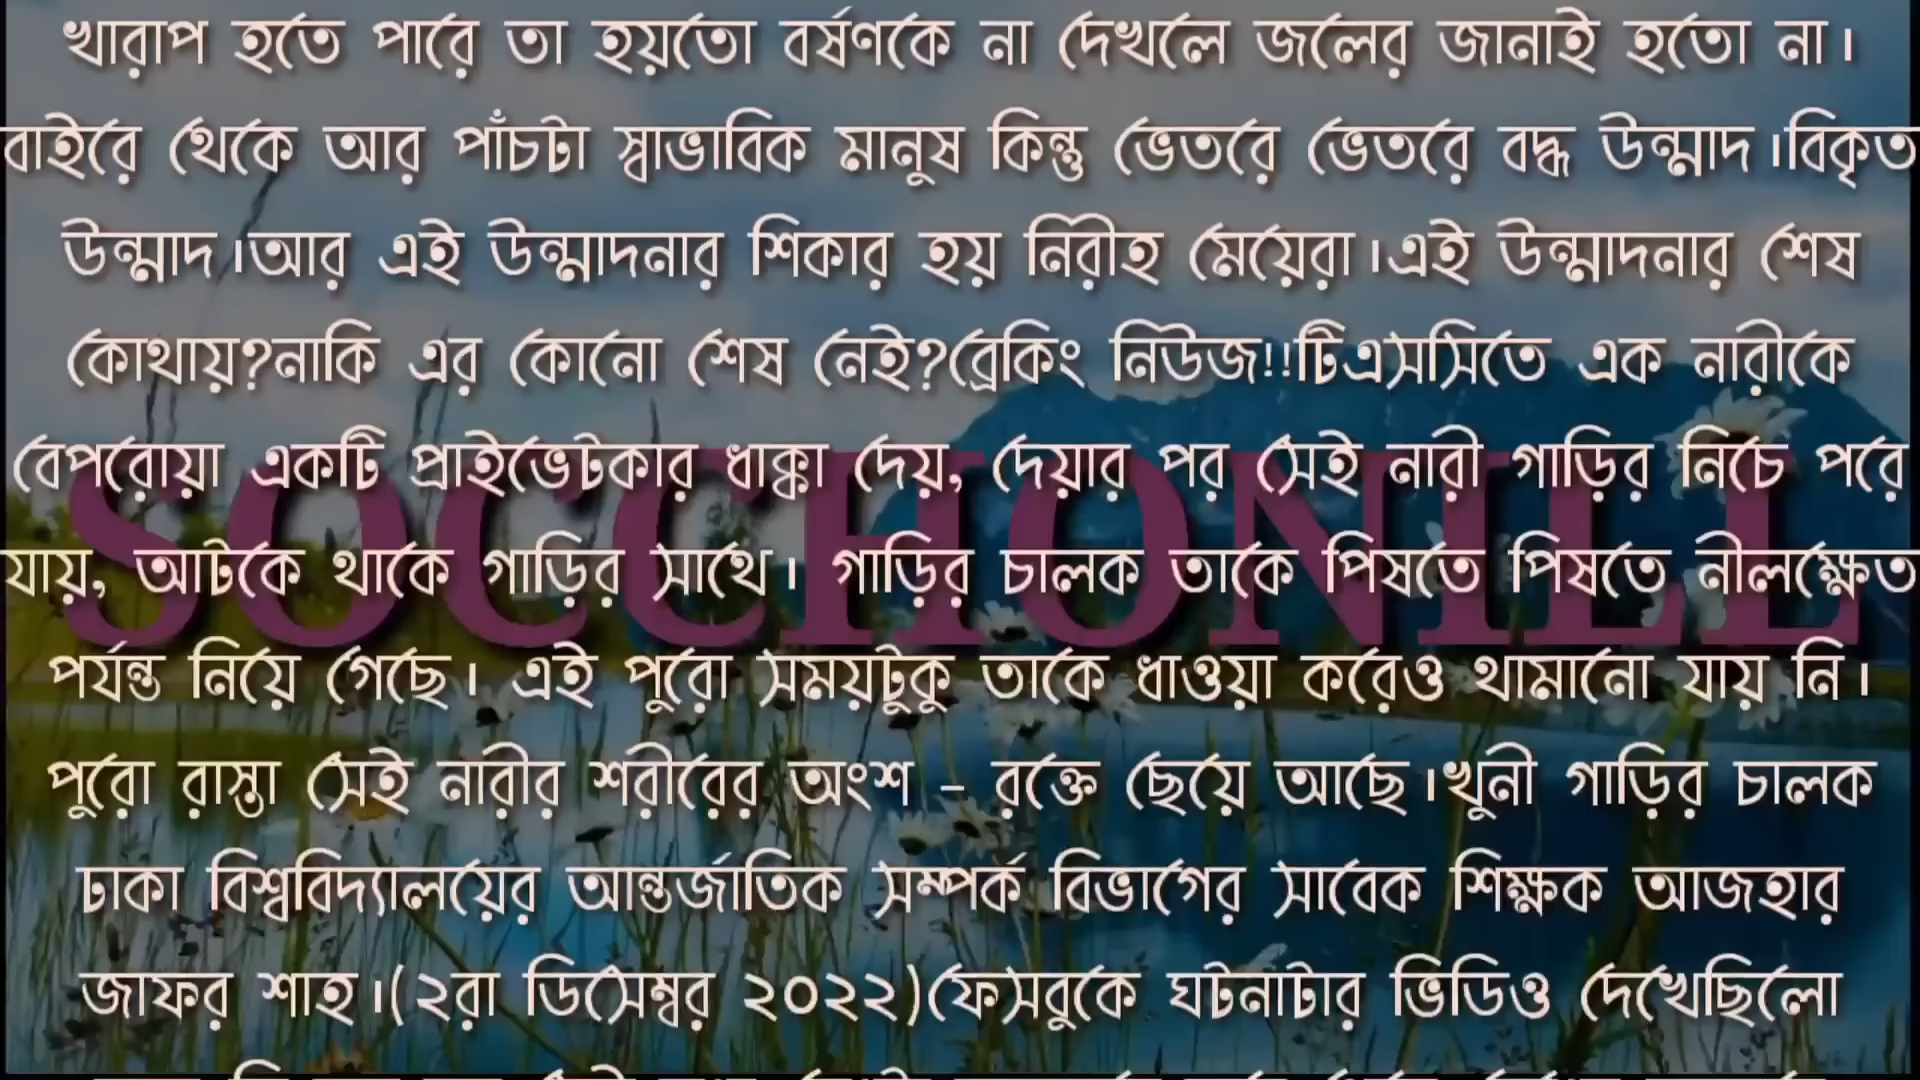 খারাপ হতে পারে তা হয়তো বর্ষণকে না দেখলে জলের জানাই হতো না।
বাইরে থেকে আর পাঁচটা স্বাভাবিক মানুষ কিন্তু ভেতরে ভেতরে বদ্ধ উন্মাদ।বিকৃত
উন্মাদ।আর এই উন্মাদনার শিকার হয় নিরীহ মেয়েরা।এই উন্মাদনার শেষ
কোথায়?নাকি এর কোনো শেষ নেই?ব্রেকিং নিউজ!!টিএসসিতে এক নারীকে
বেপরোয়া একটি প্রাইভেটকার ধাক্কা দেয়, দেয়ার পর সেই নারী গাড়ির নিচে পরে
যায়, আটকে থাকে গাড়ির সাথে। গাড়ির চালক তাকে পিষতে পিষতে নীলক্ষেত
SOCCHONILL
পর্যন্ত নিয়ে গেছে। এই পুরো সময়টুকু তাকে ধাওয়া করেও থামানো যায় নি।
পুরো রাস্তা সেই নারীর শরীরের অংশ - রক্তে ছেয়ে আছে।খুনী গাড়ির চালক
ঢাকা বিশ্ববিদ্যালয়ের আন্তর্জাতিক সম্পর্ক বিভাগের সাবেক শিক্ষক আজহার
জাফর শাহ।(২রা ডিসেম্বর ২০২২)ফেসবুকে ঘটনাটার ভিডিও দেখেছিলো